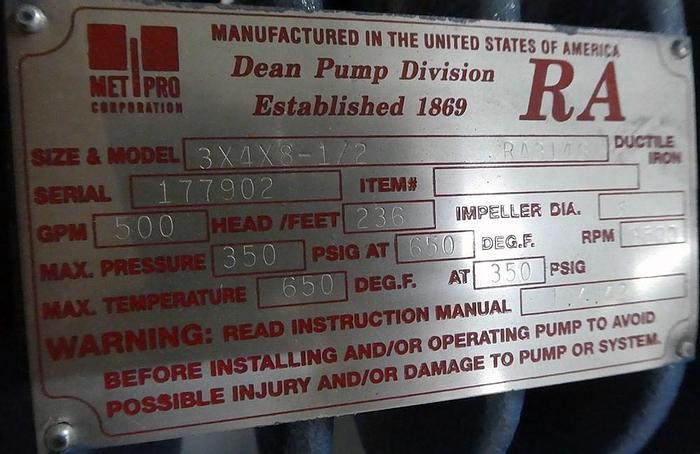 MANUFACTURED IN THE UNITED STATES OF AMERICA
MET PRO
CORPORATION
Dean Pump Division
Established 1869
RA
SIZE & MODEL 3X4X8-1/2 DUCTILE IRON
SERIAL 177902 ITEM#
GPM 500 HEAD /FEET 236 IMPELLER DIA. 8
MAX. PRESSURE 350 PSIG AT 650 DEG.F. RPM
MAX. TEMPERATURE 650 DEG.F. AT 350 PSIG
WARNING: READ INSTRUCTION MANUAL
BEFORE INSTALLING AND/OR OPERATING PUMP TO AVOID
POSSIBLE INJURY AND/OR DAMAGE TO PUMP OR SYSTEM.